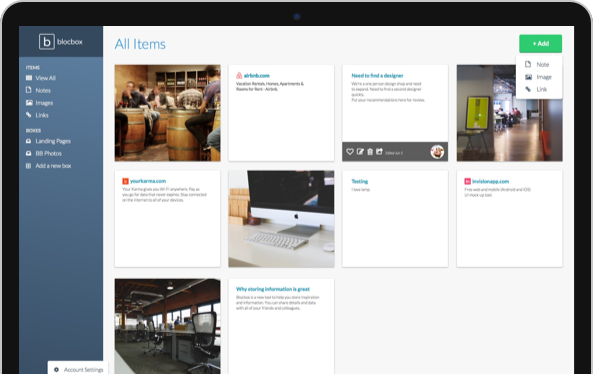 b blocbox
All Items
+ Add
Note
Image
Link
ITEMS
View All
Notes
Images
Links
BOXES
Landing Pages
BB Photos
Add a new box
airbnb.com
Vacation Rentals, Homes, Apartments &
Rooms for Rent - Airbnb.
Need to find a designer
We're a one person design shop and need
to expand. Need to find a second designer
quickly.
Put your recommendations here for review.
yourkarma.com
Your Karma gives you Wi-Fi anywhere. Pay as
you go for data that never expires. Stay connected
to the internet to all of your devices.
Testing
I love lamp.
invisionapp.com
Free web and mobile (Android and iOS)
UI mock-up tool.
Why storing information is great
Blocbox is a new tool to help you store inspiration
and information. You can share details and data
with all of your friends and colleagues.
Account Settings